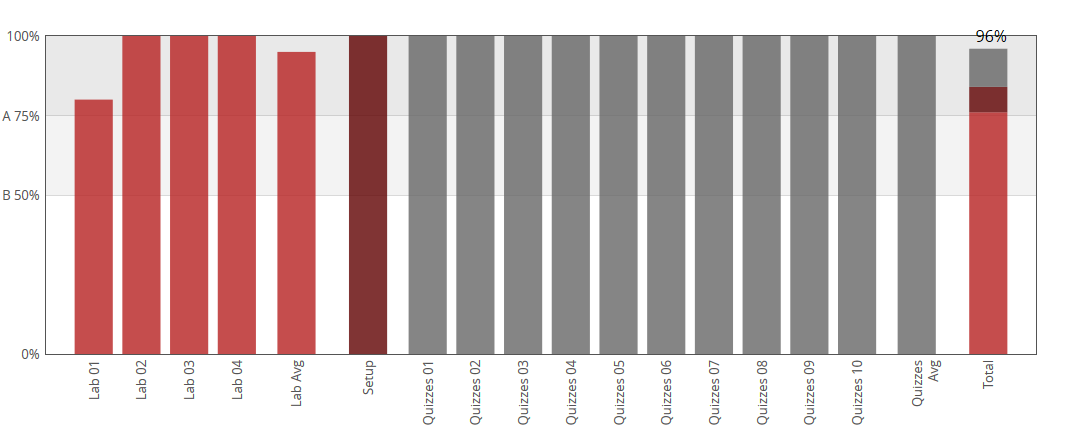 96%
100%
A 75%
B 50%
0%
Lab 01
Lab 02
Lab 03
Lab 04
Lab Avg
Setup
Quizzes 01
Quizzes 02
Quizzes 03
Quizzes 04
Quizzes 05
Quizzes 06
Quizzes 07
Quizzes 08
Quizzes 09
Quizzes 10
Quizzes
Avg
Total